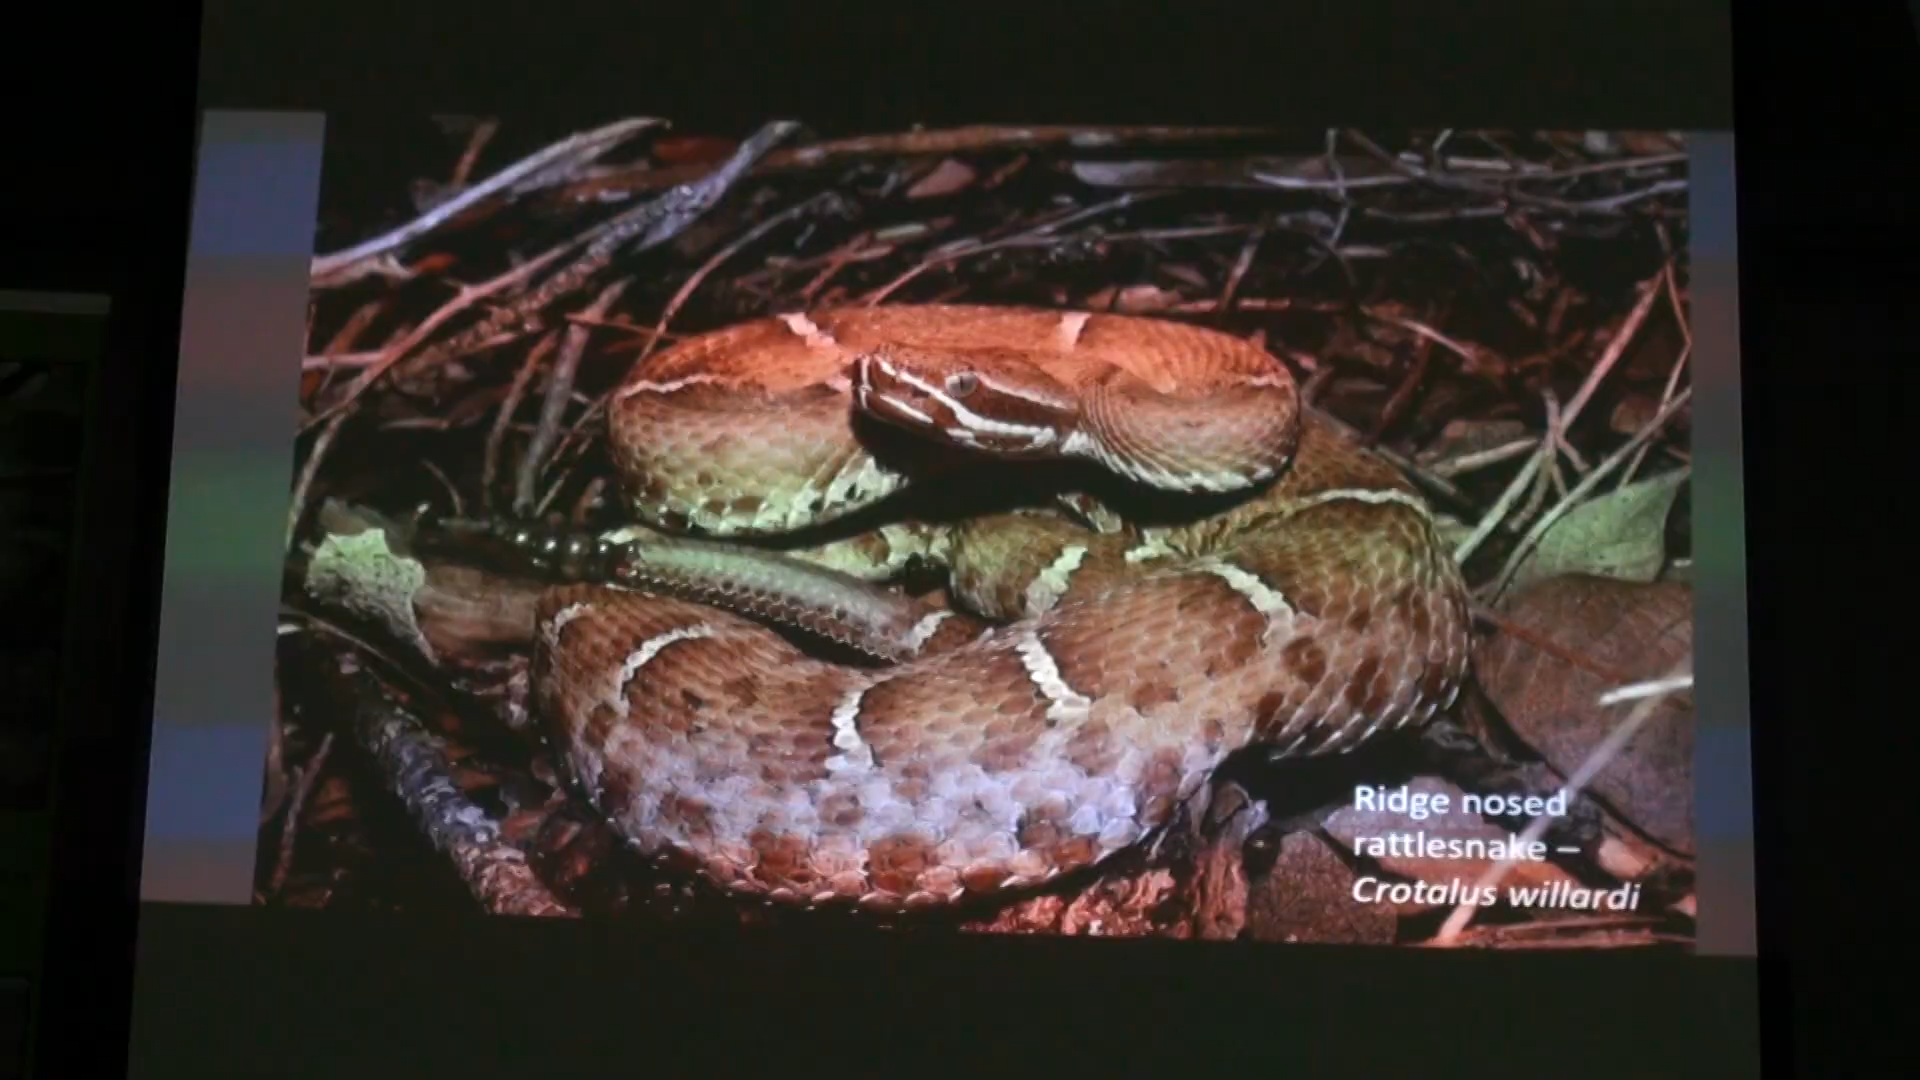 Ridge nosed
rattlesnake –
Crotalus willardi